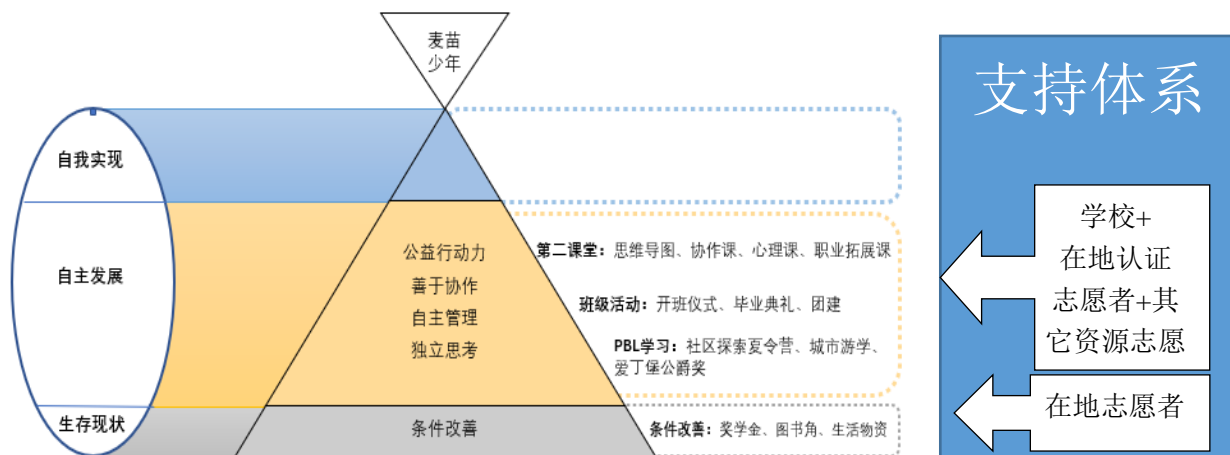 麦苗
少年
支持体系
自我实现
自主发展
生存现状
公益行动力
善于协作
自主管理
独立思考
条件改善
第二课堂：思维导图、协作课、心理课、职业拓展课
班级活动：开班仪式、毕业典礼、团建
PBL学习：社区探索夏令营、城市游学、
爱丁堡公爵奖
条件改善：奖学金、图书角、生活物资
学校+
在地认证
志愿者+其
它资源志愿
在地志愿者